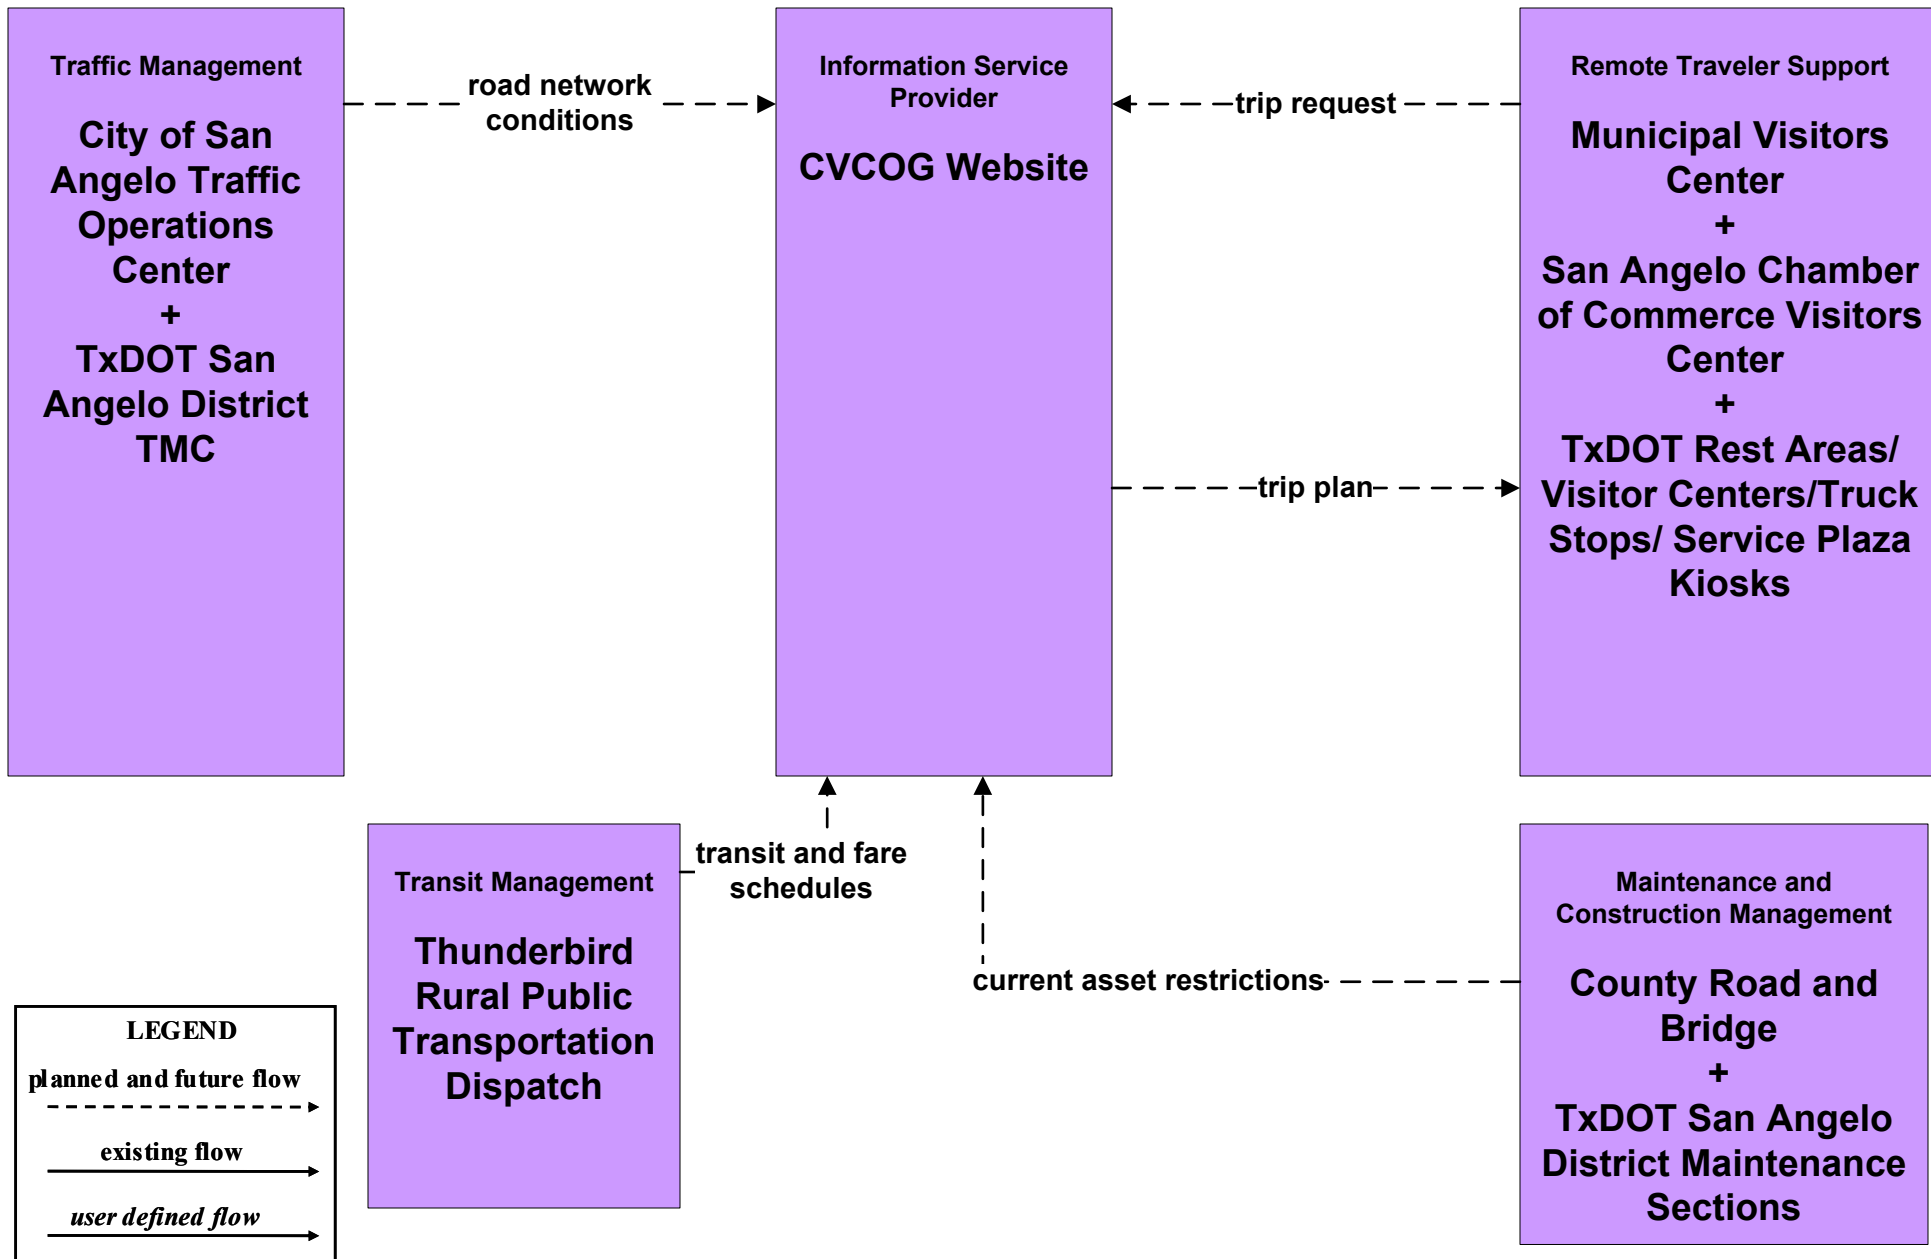 Traffic Management
City of San
Angelo Traffic
Operations
Center
+
TxDOT San
Angelo District
TMC
road network
conditions
Information Service
Provider
CVCOG Website
trip request
trip plan
Remote Traveler Support
Municipal Visitors
Center
+
San Angelo Chamber
of Commerce Visitors
Center
+
TxDOT Rest Areas/
Visitor Centers/Truck
Stops/ Service Plaza
Kiosks
Transit Management
Thunderbird
Rural Public
Transportation
Dispatch
transit and fare
schedules
current asset restrictions
Maintenance and
Construction Management
County Road and
Bridge
+
TxDOT San Angelo
District Maintenance
Sections
LEGEND
planned and future flow
existing flow
user defined flow